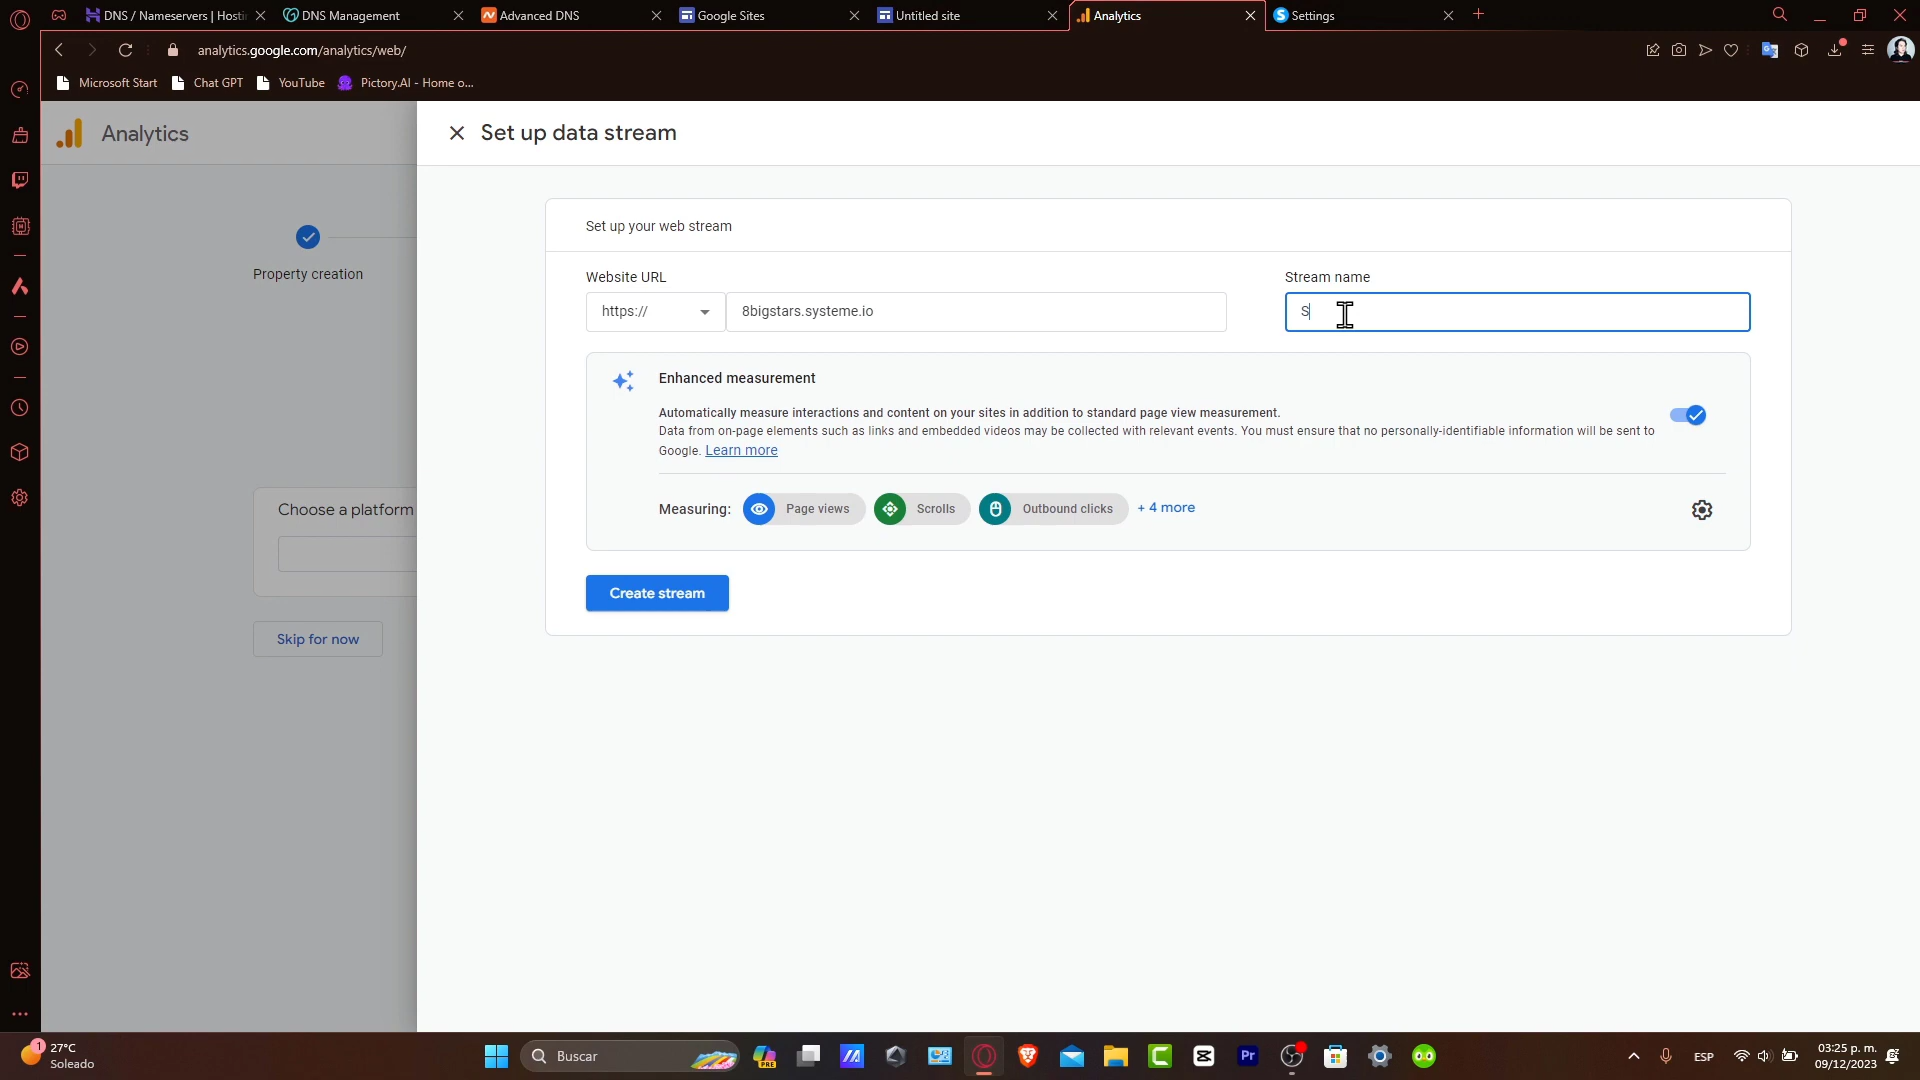 DNS / Nameservers | Hosti
DNS Management
Advanced DNS
Google Sites
Untitled site
Analytics
Settings
analytics.google.com/analytics/web/
Microsoft Start
Chat GPT
YouTube
Pictory.AI - Home o...
Analytics
Set up data stream
Set up your web stream
Property creation
Website URL
Stream name
https://
8bigstars.systeme.io
S
Enhanced measurement
Automatically measure interactions and content on your sites in addition to standard page view measurement.
Data from on-page elements such as links and embedded videos may be collected with relevant events. You must ensure that no personally-identifiable information will be sent to
Google. Learn more
Measuring:
Page views
Scrolls
Outbound clicks
+ 4 more
Choose a platform
Create stream
Skip for now
1
27°C
Soleado
Buscar
PRE
Pr
ESP
03:25 p. m.
09/12/2023